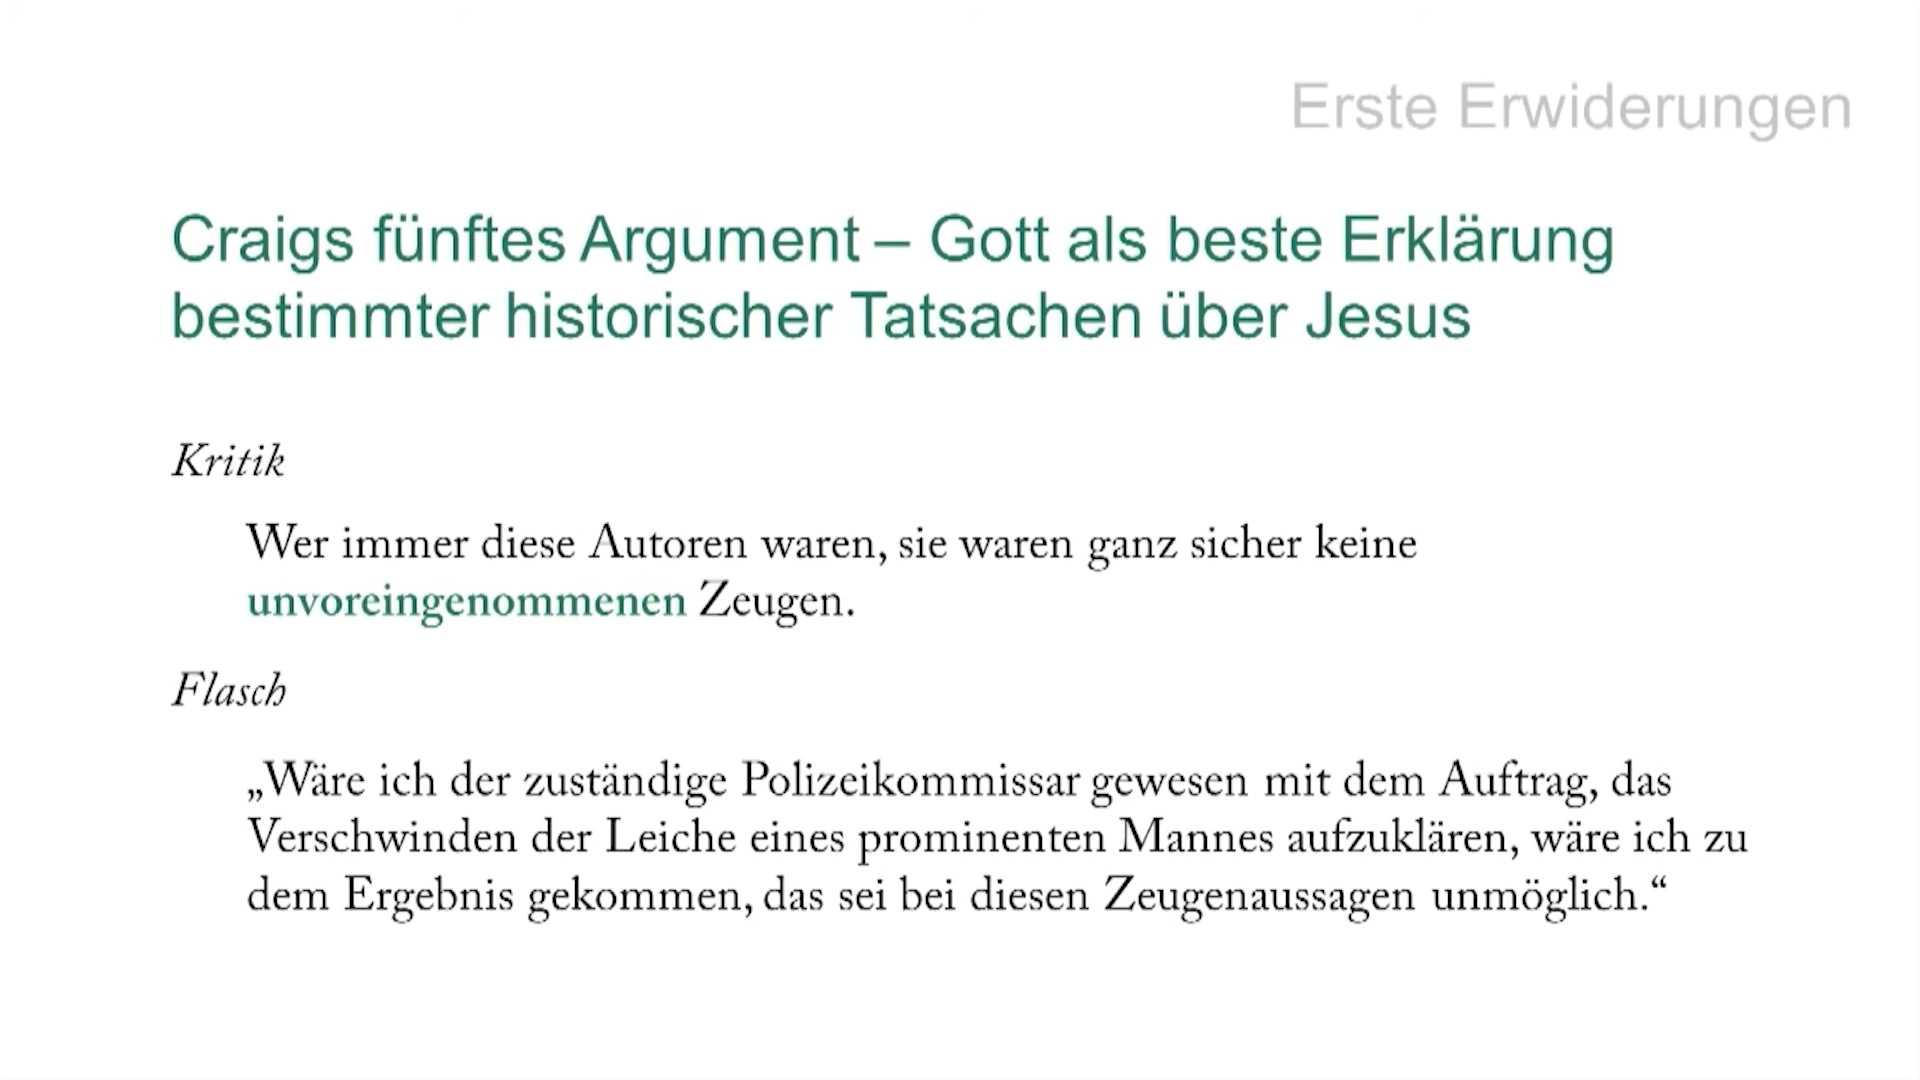 Erste Erwiderungen
Craigs fünftes Argument – Gott als beste Erklärung
bestimmter historischer Tatsachen über Jesus
Kritik
Wer immer diese Autoren waren, sie waren ganz sicher keine
unvoreingenommenen Zeugen.
Flasch
„Wäre ich der zuständige Polizeikommissar gewesen mit dem Auftrag, das
Verschwinden der Leiche eines prominenten Mannes aufzuklären, wäre ich zu
dem Ergebnis gekommen, das sei bei diesen Zeugenaussagen unmöglich.“